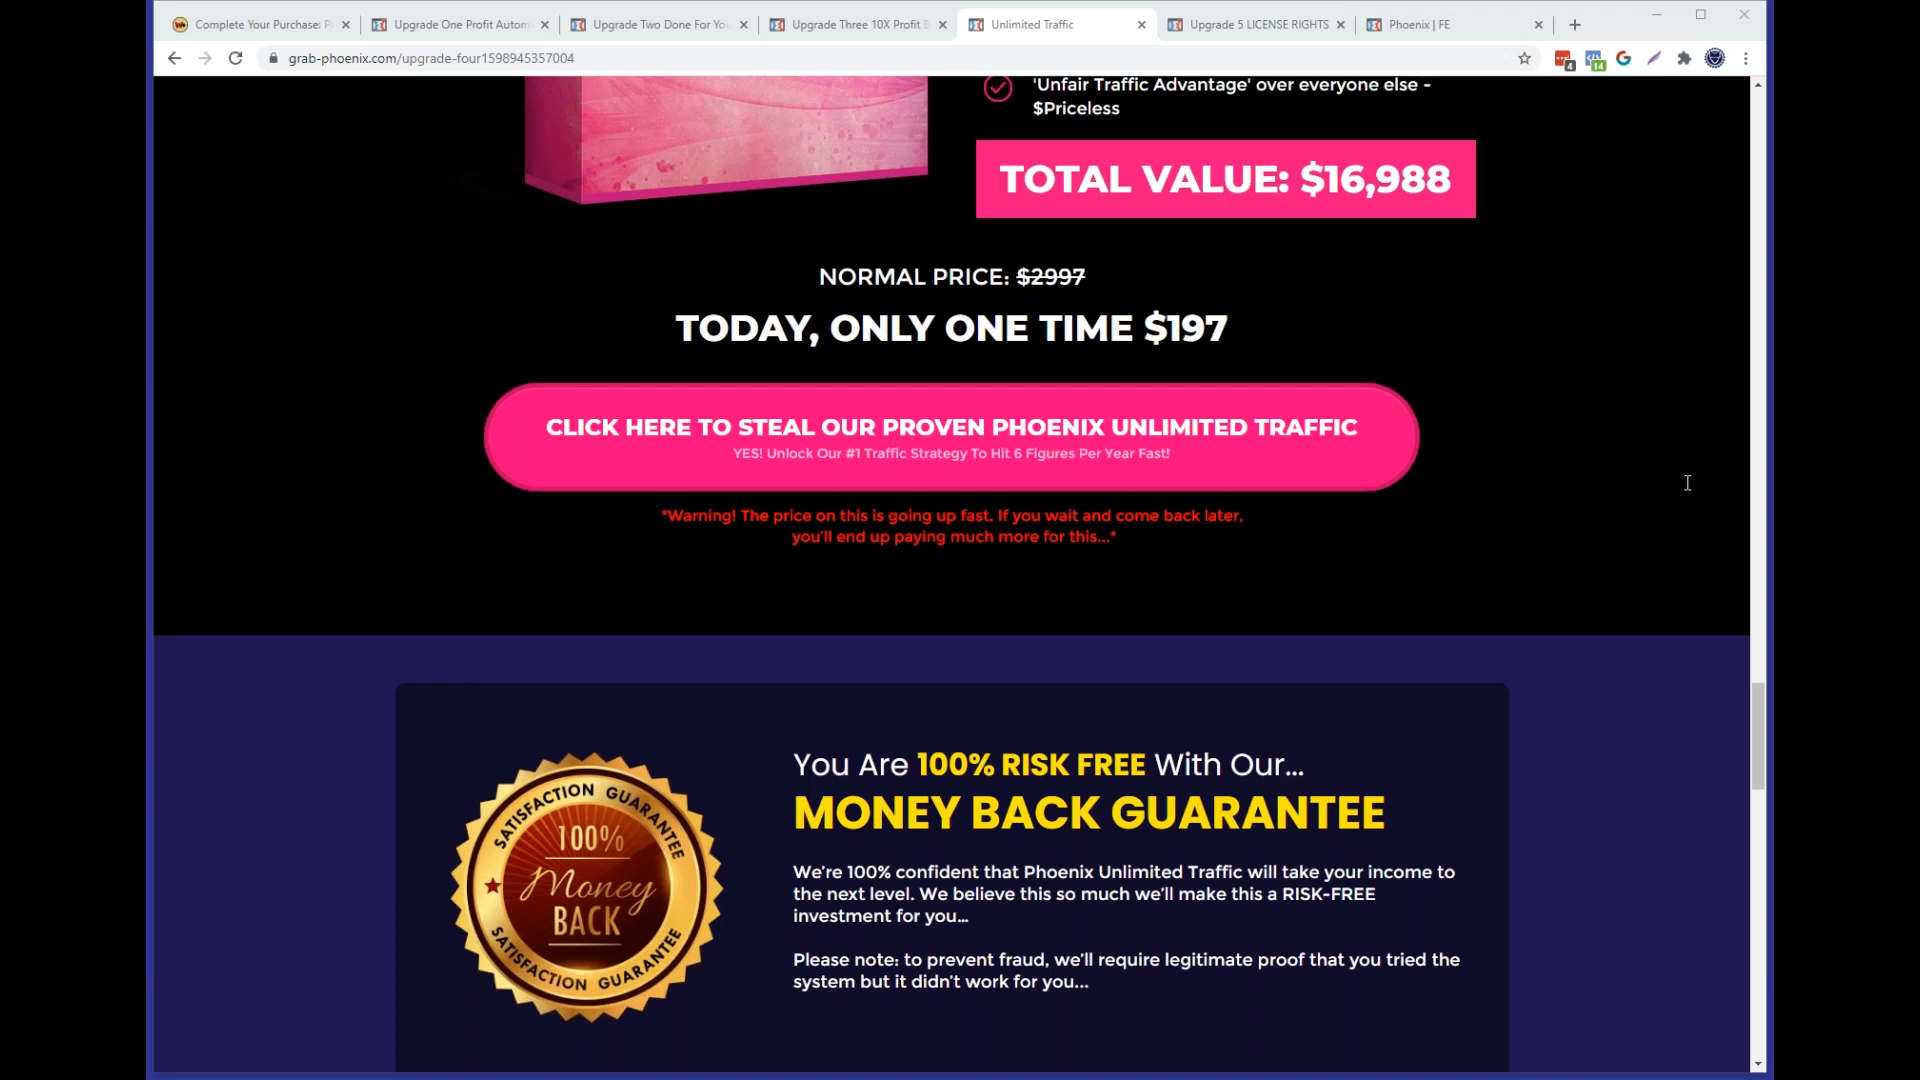 Complete Your Purchase: P
Upgrade One Profit Autom
Upgrade Two Done For You
Upgrade Three 10X Profit B
Unlimited Traffic
Upgrade 5 LICENSE RIGHTS
Phoenix | FE
grab-phoenix.com/upgrade-four1598945357004
4
14
'Unfair Traffic Advantage' over everyone else -
$Priceless
TOTAL VALUE: $16,988
NORMAL PRICE: $2997
TODAY, ONLY ONE TIME $197
CLICK HERE TO STEAL OUR PROVEN PHOENIX UNLIMITED TRAFFIC
YES! Unlock Our #1 Traffic Strategy To Hit 6 Figures Per Year Fast!
*Warning! The price on this is going up fast. If you wait and come back later,
you'll end up paying much more for this...*
SATISFACTION GUARANTEE
100%
Money
BACK
SATISFACTION GUARANTEE
You Are 100% RISK FREE With Our...
MONEY BACK GUARANTEE
We're 100% confident that Phoenix Unlimited Traffic will take your income to
the next level. We believe this so much we'll make this a RISK-FREE
investment for you...
Please note: to prevent fraud, we'll require legitimate proof that you tried the
system but it didn't work for you...